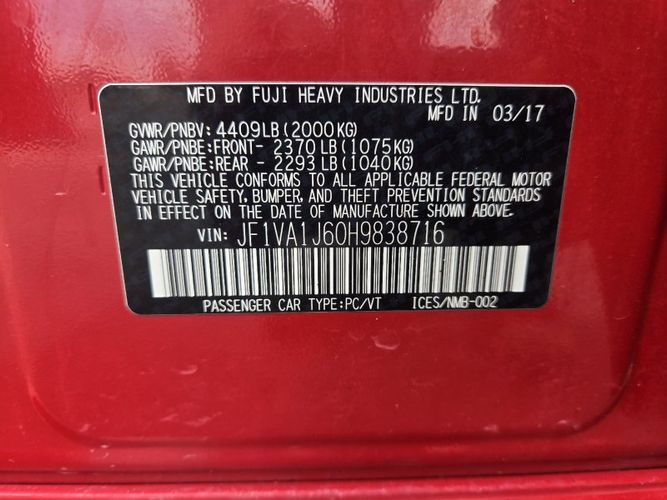 MFD BY FUJI HEAVY INDUSTRIES LTD.
MFD IN 03/17
GVWR/PNBV: 4409LB(2000KG)
GAWR/PNBE:FRONT- 2370LB(1075KG)
GAWR/PNBE:REAR - 2293LB(1040KG)
THIS VEHICLE CONFORMS TO ALL APPLICABLE FEDERAL MOTOR
VEHICLE SAFETY, BUMPER, AND THEFT PREVENTION STANDARDS
IN EFFECT ON THE DATE OF MANUFACTURE SHOWN ABOVE.
VIN: JF1VA1J60H9838716
PASSENGER CAR TYPE:PC/VT ICES/NMB-002